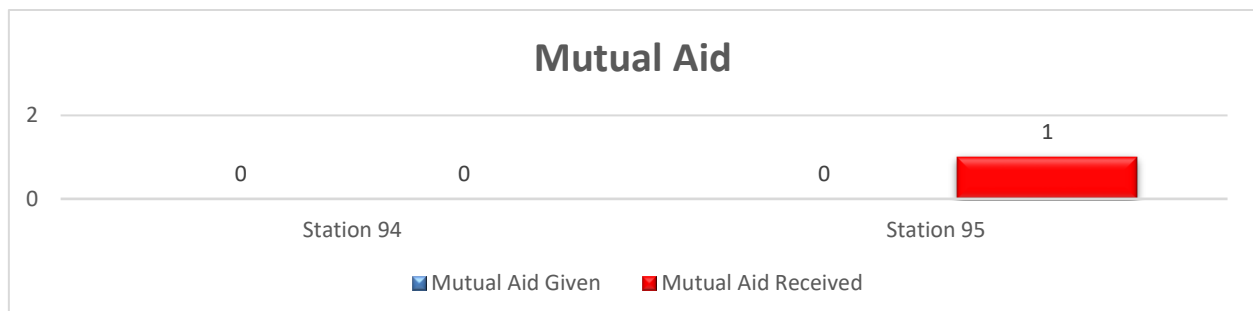 Mutual Aid
2
1
0 0 0
0
Station 94 Station 95
Mutual Aid Given Mutual Aid Received